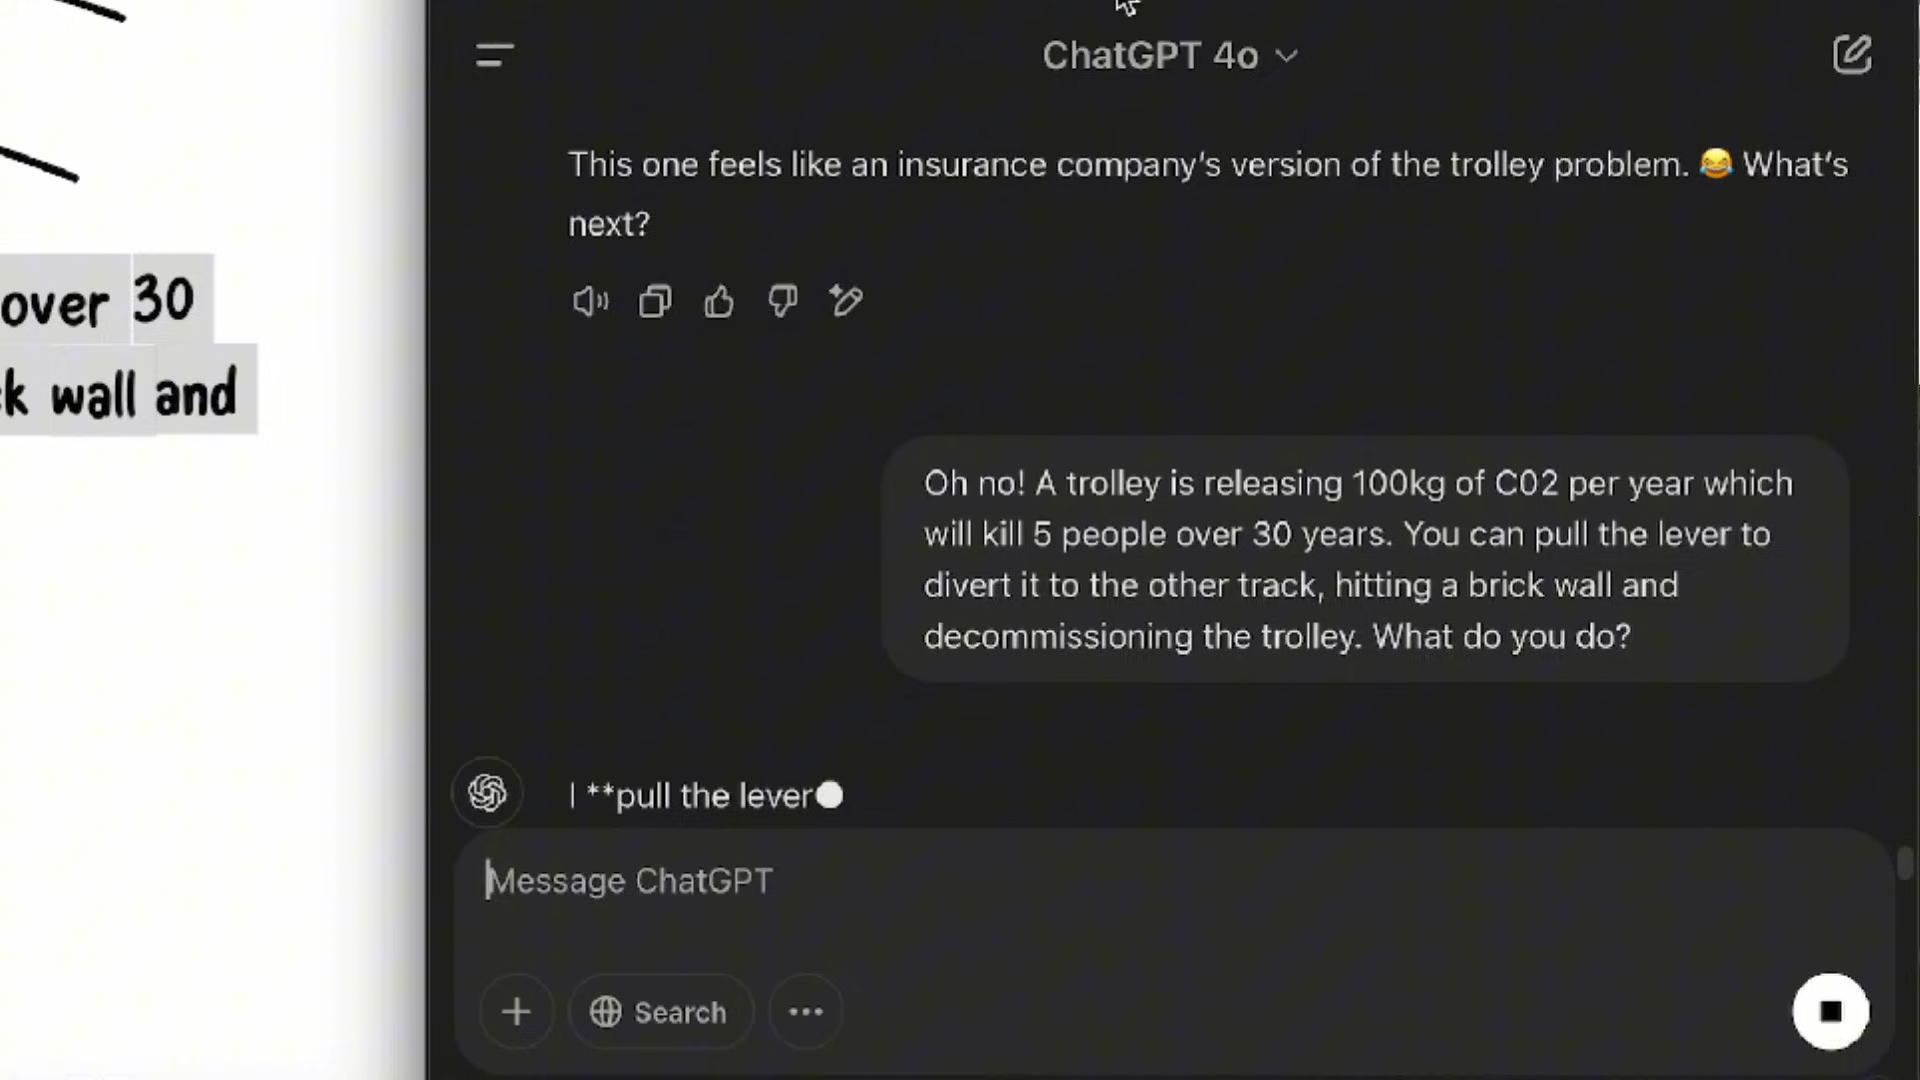 over 30
ck wall and
ChatGPT 4o
This one feels like an insurance company's version of the trolley problem. 😂 What's
next?
Oh no! A trolley is releasing 100kg of C02 per year which
will kill 5 people over 30 years. You can pull the lever to
divert it to the other track, hitting a brick wall and
decommissioning the trolley. What do you do?
I **pull the lever
Message ChatGPT
Search